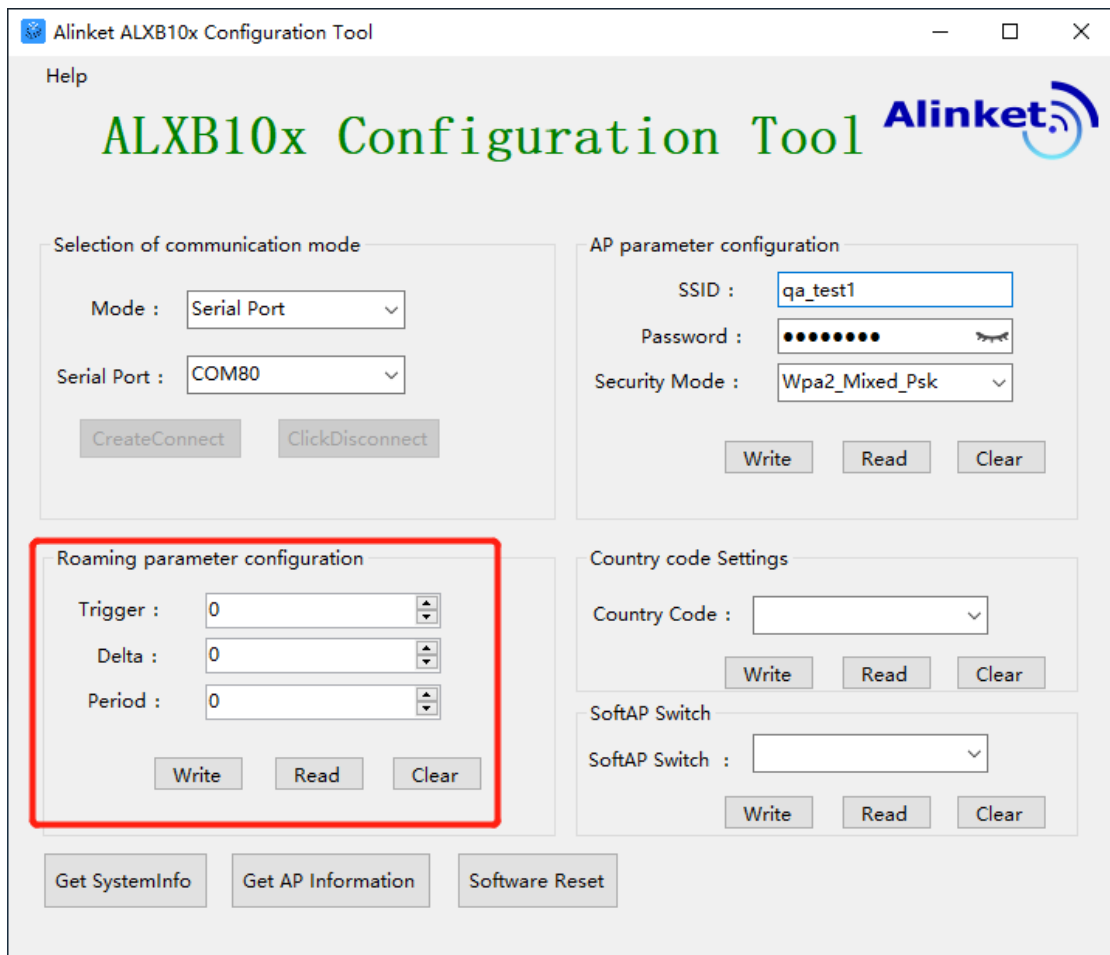 Alinket ALXB10x Configuration Tool
Help
ALXB10x Configuration Tool
Alinket
Selection of communication mode
Mode :
Serial Port
Serial Port :
COM80
CreateConnect
ClickDisconnect
AP parameter configuration
SSID :
qa_test1
Password :
●●●●●●●●
Security Mode :
Wpa2_Mixed_Psk
Write
Read
Clear
Roaming parameter configuration
Trigger :
0
Delta :
0
Period :
0
Write
Read
Clear
Country code Settings
Country Code :
Write
Read
Clear
SoftAP Switch
SoftAP Switch :
Write
Read
Clear
Get SystemInfo
Get AP Information
Software Reset